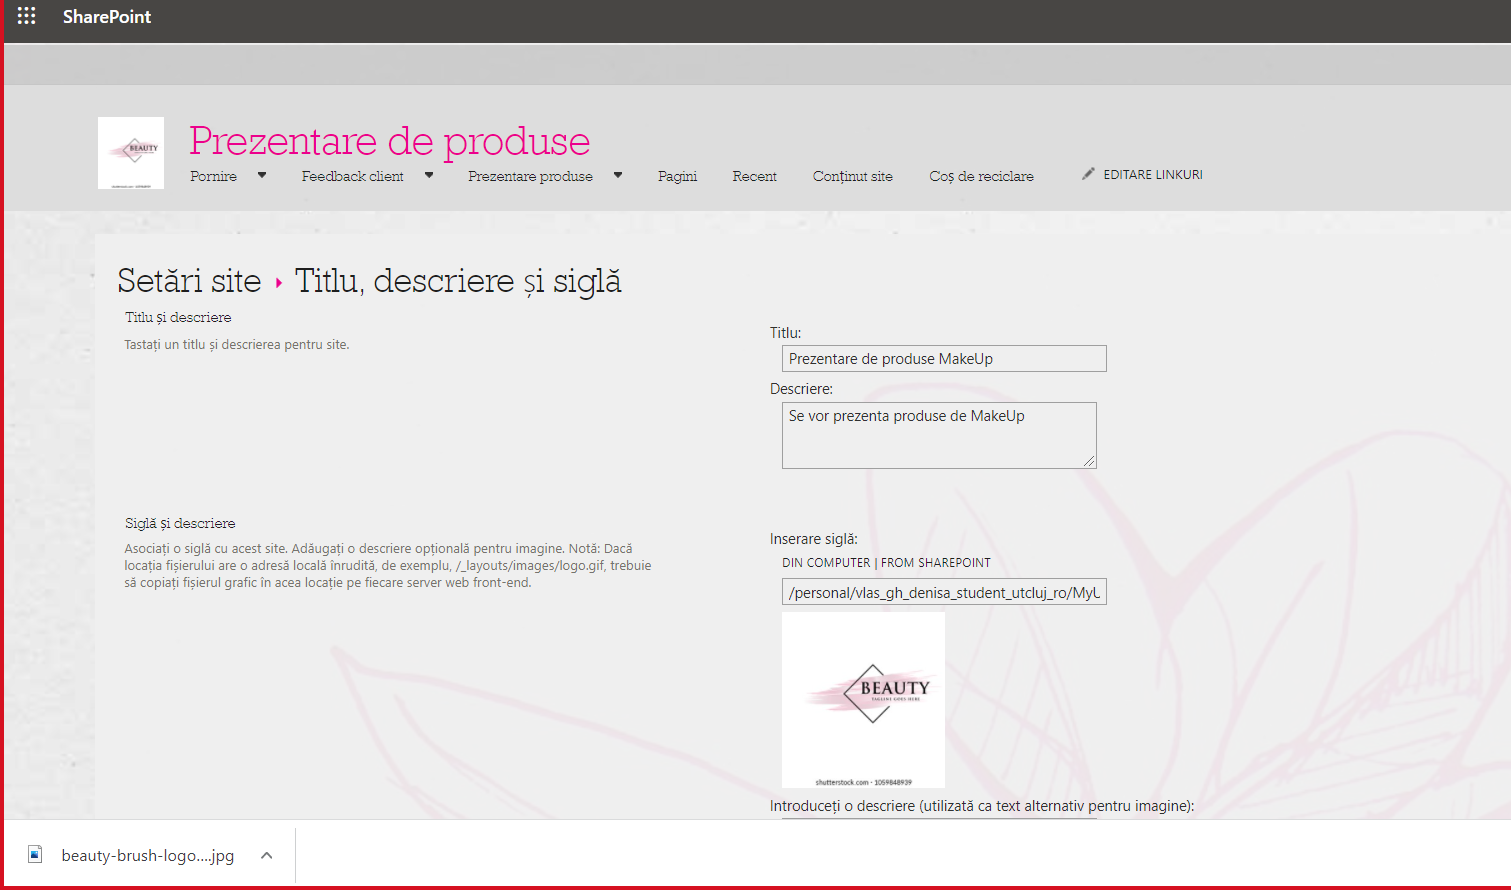 SharePoint
BEAUTY
Prezentare de produse
Pornire
Feedback client
Prezentare produse
Pagini
Recent
Conținut site
Coș de reciclare
EDITARE LINKURI
Setări site
Titlu, descriere și siglă
Titlu și descriere
Tastați un titlu și descrierea pentru site.
Titlu:
Prezentare de produse MakeUp
Descriere:
Se vor prezenta produse de MakeUp
Siglă și descriere
Asociați o siglă cu acest site. Adăugați o descriere opțională pentru imagine. Notă: Dacă
locația fișierului are o adresă locală înrudită, de exemplu, /_layouts/images/logo.gif, trebuie
să copiați fișierul grafic în acea locație pe fiecare server web front-end.
Inserare siglă:
DIN COMPUTER | FROM SHAREPOINT
/personal/vlas_gh_denisa_student_utcluj_ro/MyU
BEAUTY
TAGLINE GOES HERE
shutterstock.com · 1059848939
Introduceți o descriere (utilizată ca text alternativ pentru imagine):
beauty-brush-logo....jpg